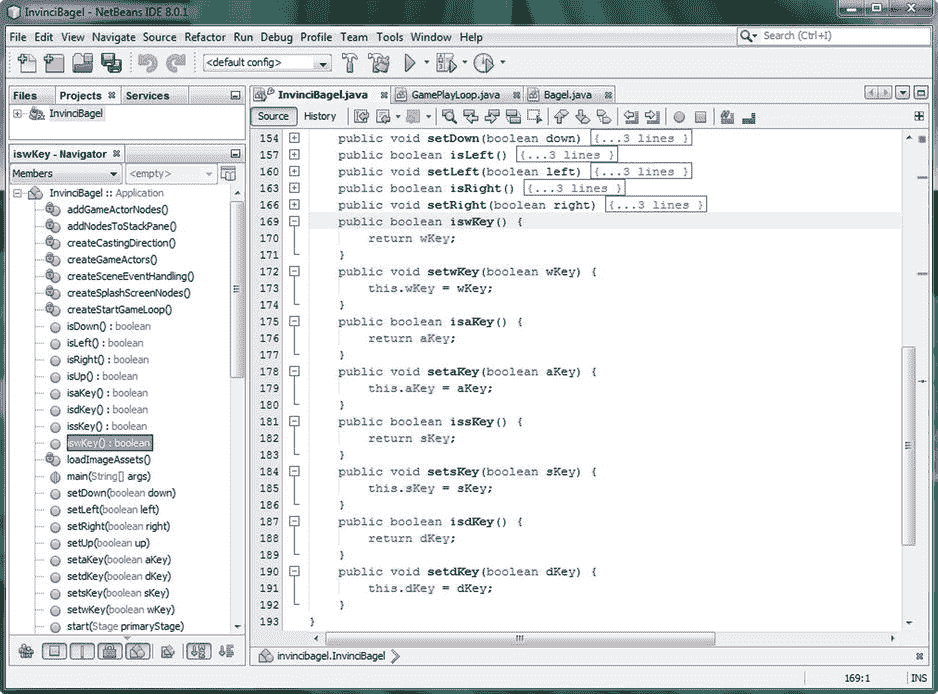 InvinciBagel - NetBeans IDE 8.0.1
File Edit View Navigate Source Refactor Run Debug Profile Team Tools Window Help
Search (Ctrl+I)
<default config>
Files Projects Services
InvinciBagel
iswKey - Navigator
Members <empty>
InvinciBagel :: Application
addGameActorNodes()
addNodesToStackPane()
createCastingDirection()
createGameActors()
createSceneEventHandling()
createSplashScreenNodes()
createStartGameLoop()
isDown() : boolean
isLeft() : boolean
isRight() : boolean
isUp() : boolean
isaKey() : boolean
isdKey() : boolean
issKey() : boolean
iswKey() : boolean
loadImageAssets()
main(String[] args)
setDown(boolean down)
setLeft(boolean left)
setRight(boolean right)
setUp(boolean up)
setaKey(boolean aKey)
setdKey(boolean dKey)
setsKey(boolean sKey)
setwKey(boolean wKey)
start(Stage primaryStage)
InvinciBagel.java GamePlayLoop.java Bagel.java
Source History
154 public void setDown(boolean down) {...3 lines }
157 public boolean isLeft() {...3 lines }
160 public void setLeft(boolean left) {...3 lines }
163 public boolean isRight() {...3 lines }
166 public void setRight(boolean right) {...3 lines }
169 public boolean iswKey() {
170 return wKey;
171 }
172 public void setwKey(boolean wKey) {
173 this.wKey = wKey;
174 }
175 public boolean isaKey() {
176 return aKey;
177 }
178 public void setaKey(boolean aKey) {
179 this.aKey = aKey;
180 }
181 public boolean issKey() {
182 return sKey;
183 }
184 public void setsKey(boolean sKey) {
185 this.sKey = sKey;
186 }
187 public boolean isdKey() {
188 return dKey;
189 }
190 public void setdKey(boolean dKey) {
191 this.dKey = dKey;
192 }
193 }
invincibagel.InvinciBagel
169:1 INS